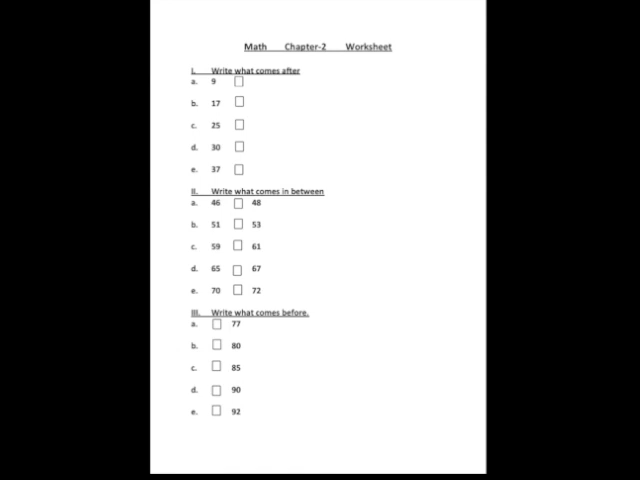 Math Chapter-2 Worksheet
I. Write what comes after
a. 9
b. 17
c. 25
d. 30
e. 37
II. Write what comes in between
a. 46 48
b. 51 53
c. 59 61
d. 65 67
e. 70 72
III. Write what comes before.
a. 77
b. 80
c. 85
d. 90
e. 92